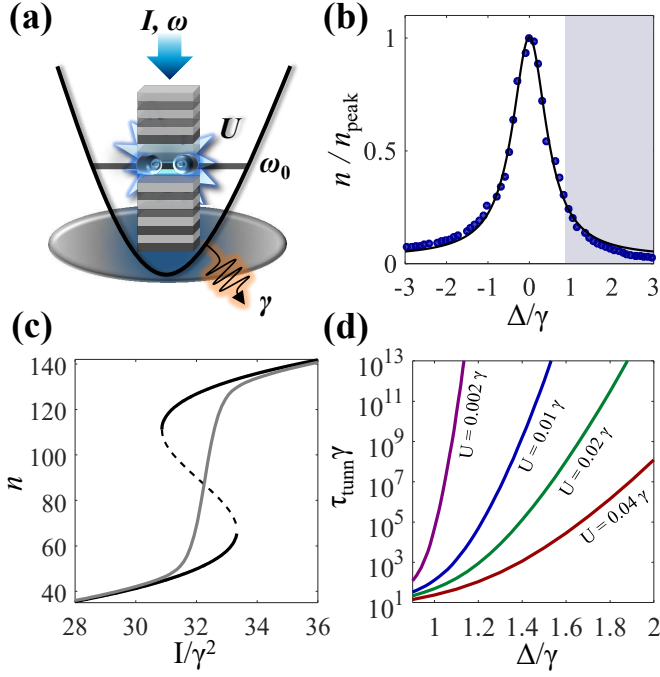 (a)
I, ω
U
ω₀
γ
(b)
n / n_peak
1
0.5
0
-3 -2 -1 0 1 2 3
Δ/γ
(c)
n
140
120
100
80
60
40
28 30 32 34 36
I/γ²
(d)
τ_tunn γ
10¹³
10¹¹
10⁹
10⁷
10⁵
10³
10¹
U = 0.002 γ
U = 0.01 γ
U = 0.02 γ
U = 0.04 γ
1 1.2 1.4 1.6 1.8 2
Δ/γ